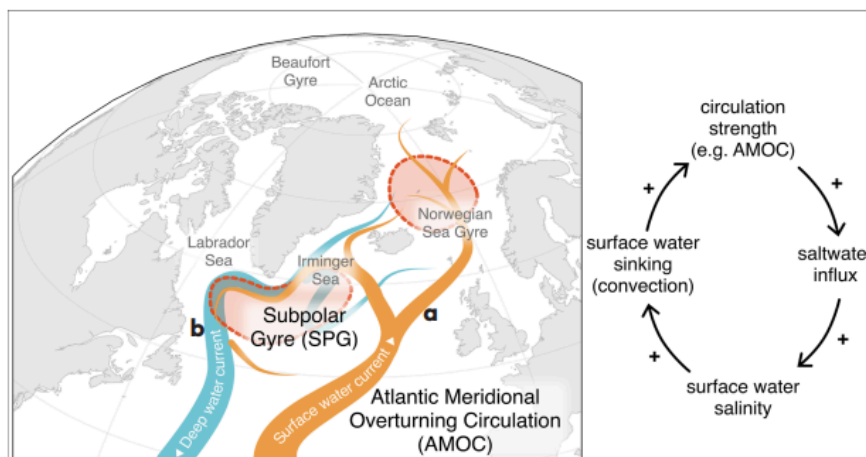 Beaufort
Gyre
Arctic
Ocean
Norwegian
Sea Gyre
Labrador
Sea
Irminger
Sea
Subpolar
Gyre (SPG)
b
a
◀ Deep water current
Surface water current ▶
Atlantic Meridional
Overturning Circulation
(AMOC)
circulation
strength
(e.g. AMOC)
+
saltwater
influx
+
surface water
salinity
+
surface water
sinking
(convection)
+